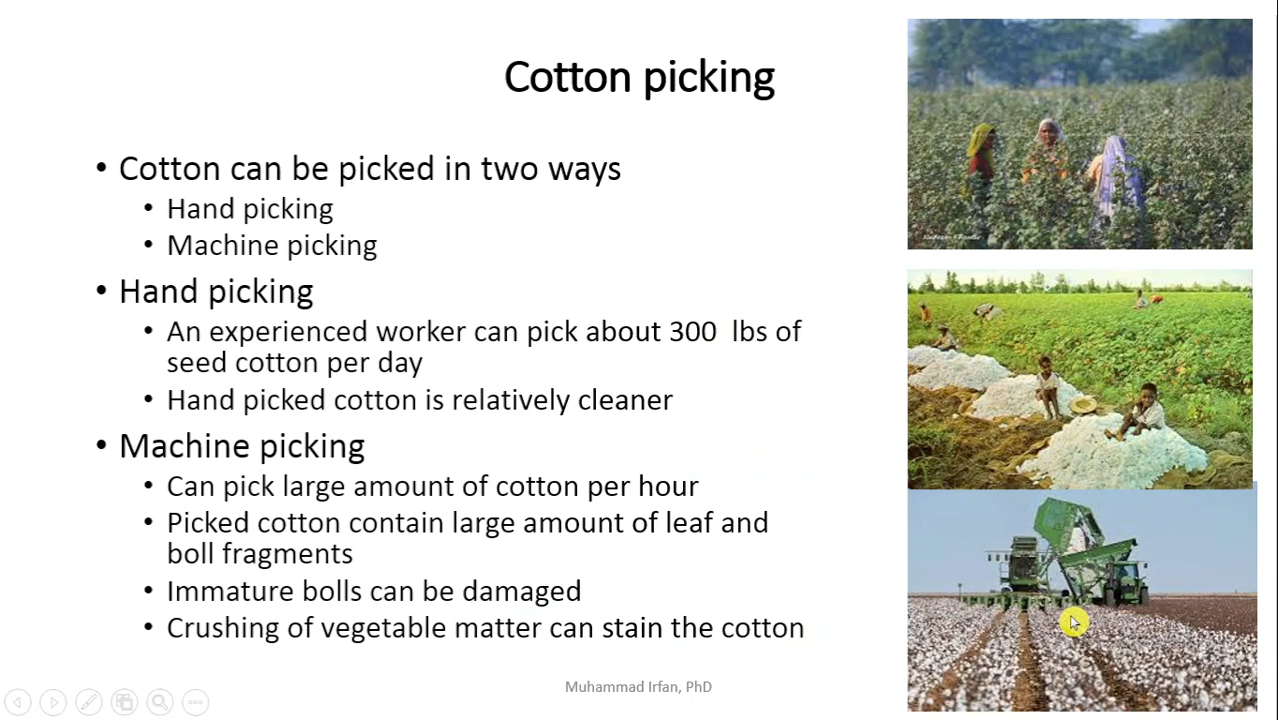 Cotton picking
• Cotton can be picked in two ways
• Hand picking
• Machine picking
• Hand picking
• An experienced worker can pick about 300 lbs of
seed cotton per day
• Hand picked cotton is relatively cleaner
• Machine picking
• Can pick large amount of cotton per hour
• Picked cotton contain large amount of leaf and
boll fragments
• Immature bolls can be damaged
• Crushing of vegetable matter can stain the cotton
Muhammad Irfan, PhD